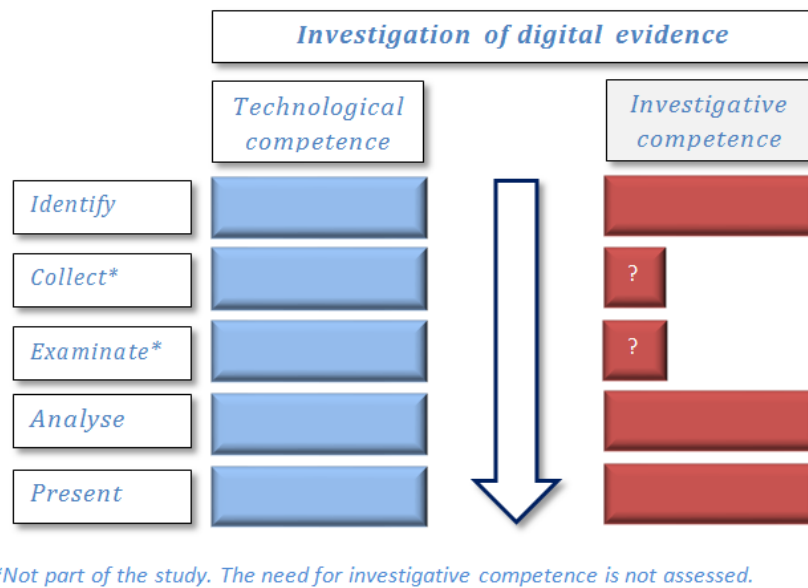 Investigation of digital evidence
Technological
competence
Investigative
competence
Identify
Collect*
?
Examinate*
?
Analyse
Present
*Not part of the study. The need for investigative competence is not assessed.